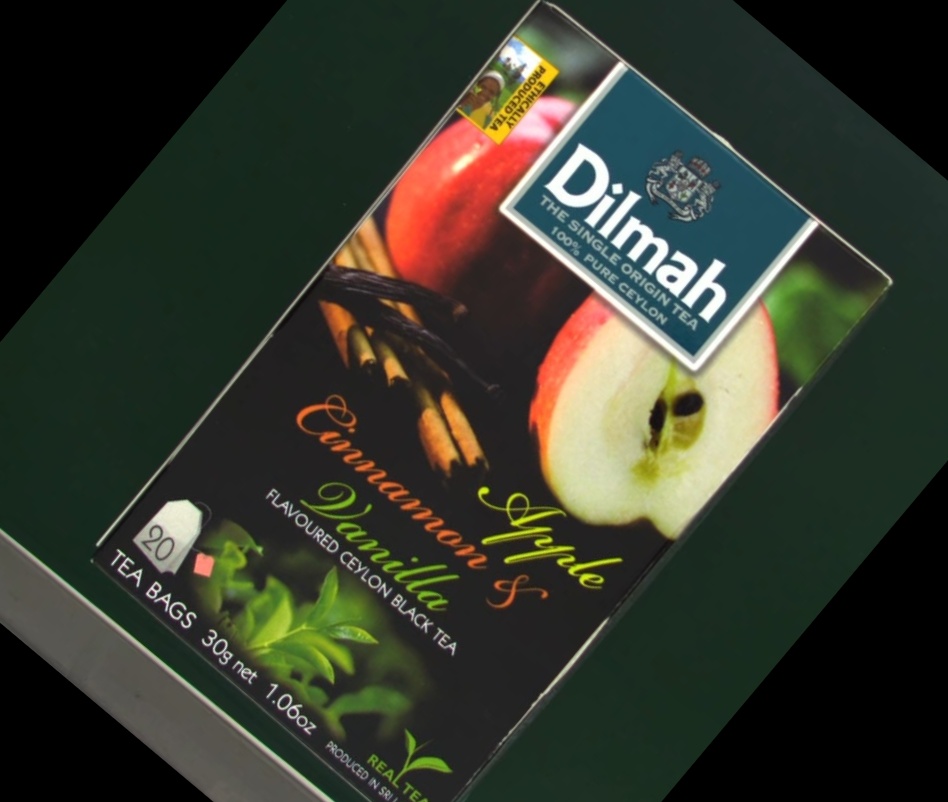 ETHICALLY
PRODUCED TEA
Dilmah
THE SINGLE ORIGIN TEA
100% PURE CEYLON
Apple
Cinnamon &
Vanilla
FLAVOURED CEYLON BLACK TEA
20
TEA BAGS 30g net 1.06oz
REAL TEA
PRODUCED IN SRI